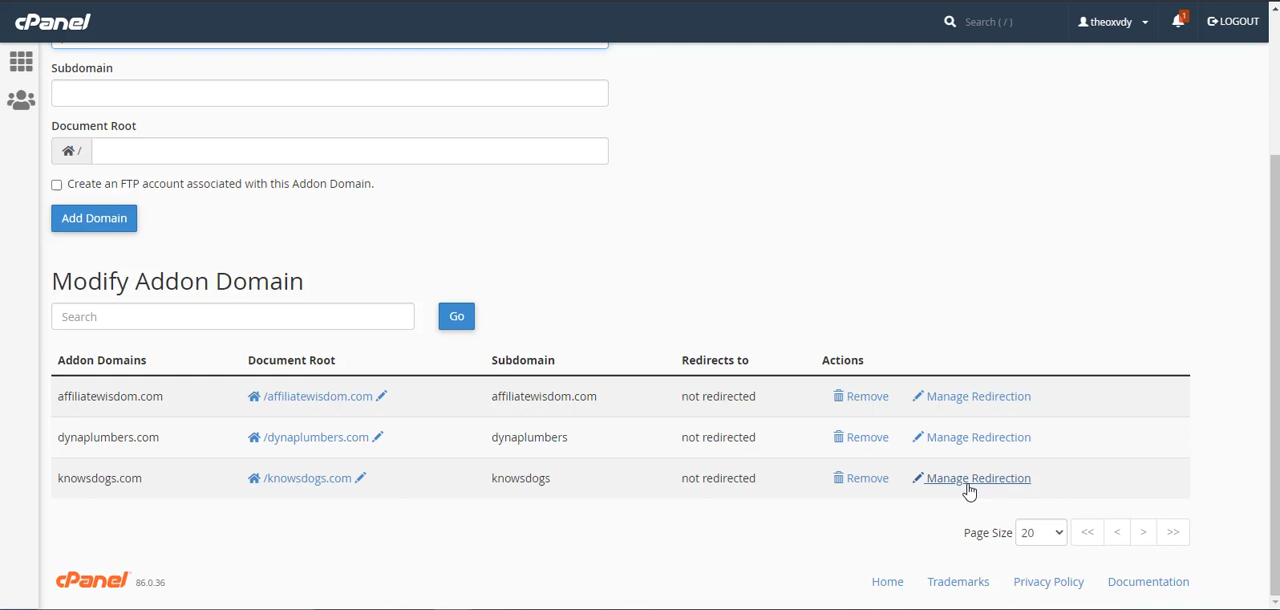 cPanel Search ( / ) theoxvdy 1 LOGOUT
Subdomain
Document Root
/
Create an FTP account associated with this Addon Domain.
Add Domain
Modify Addon Domain
Search Go
Addon Domains Document Root Subdomain Redirects to Actions
affiliatewisdom.com /affiliatewisdom.com affiliatewisdom.com not redirected Remove Manage Redirection
dynaplumbers.com /dynaplumbers.com dynaplumbers not redirected Remove Manage Redirection
knowsdogs.com /knowsdogs.com knowsdogs not redirected Remove Manage Redirection
Page Size 20 << < > >>
cPanel 86.0.36 Home Trademarks Privacy Policy Documentation